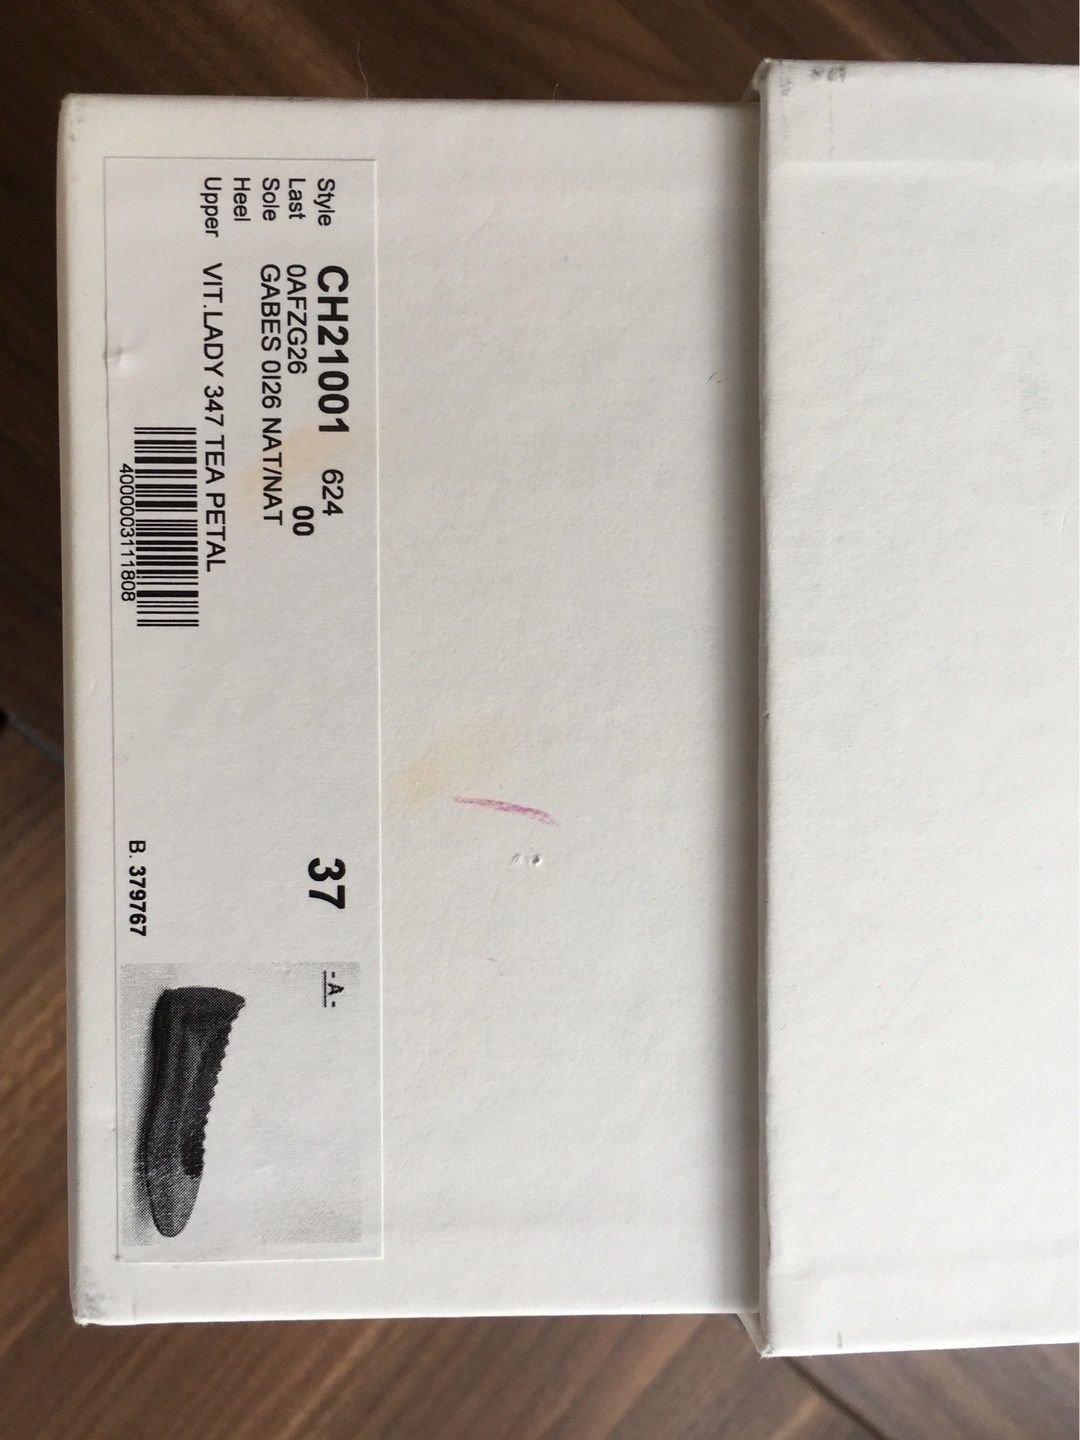 Style CH21001 624
Last 0AFZG26 00
Sole GABES 0I26 NAT/NAT
Heel
Upper VIT.LADY 347 TEA PETAL
4000003111808
37
B. 379767
-A-